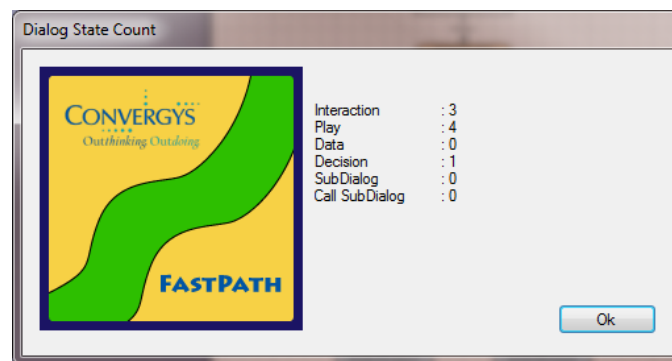 Dialog State Count
CONVERGYS
Outthinking Outdoing
FASTPATH
Interaction : 3
Play : 4
Data : 0
Decision : 1
SubDialog : 0
Call SubDialog : 0
Ok